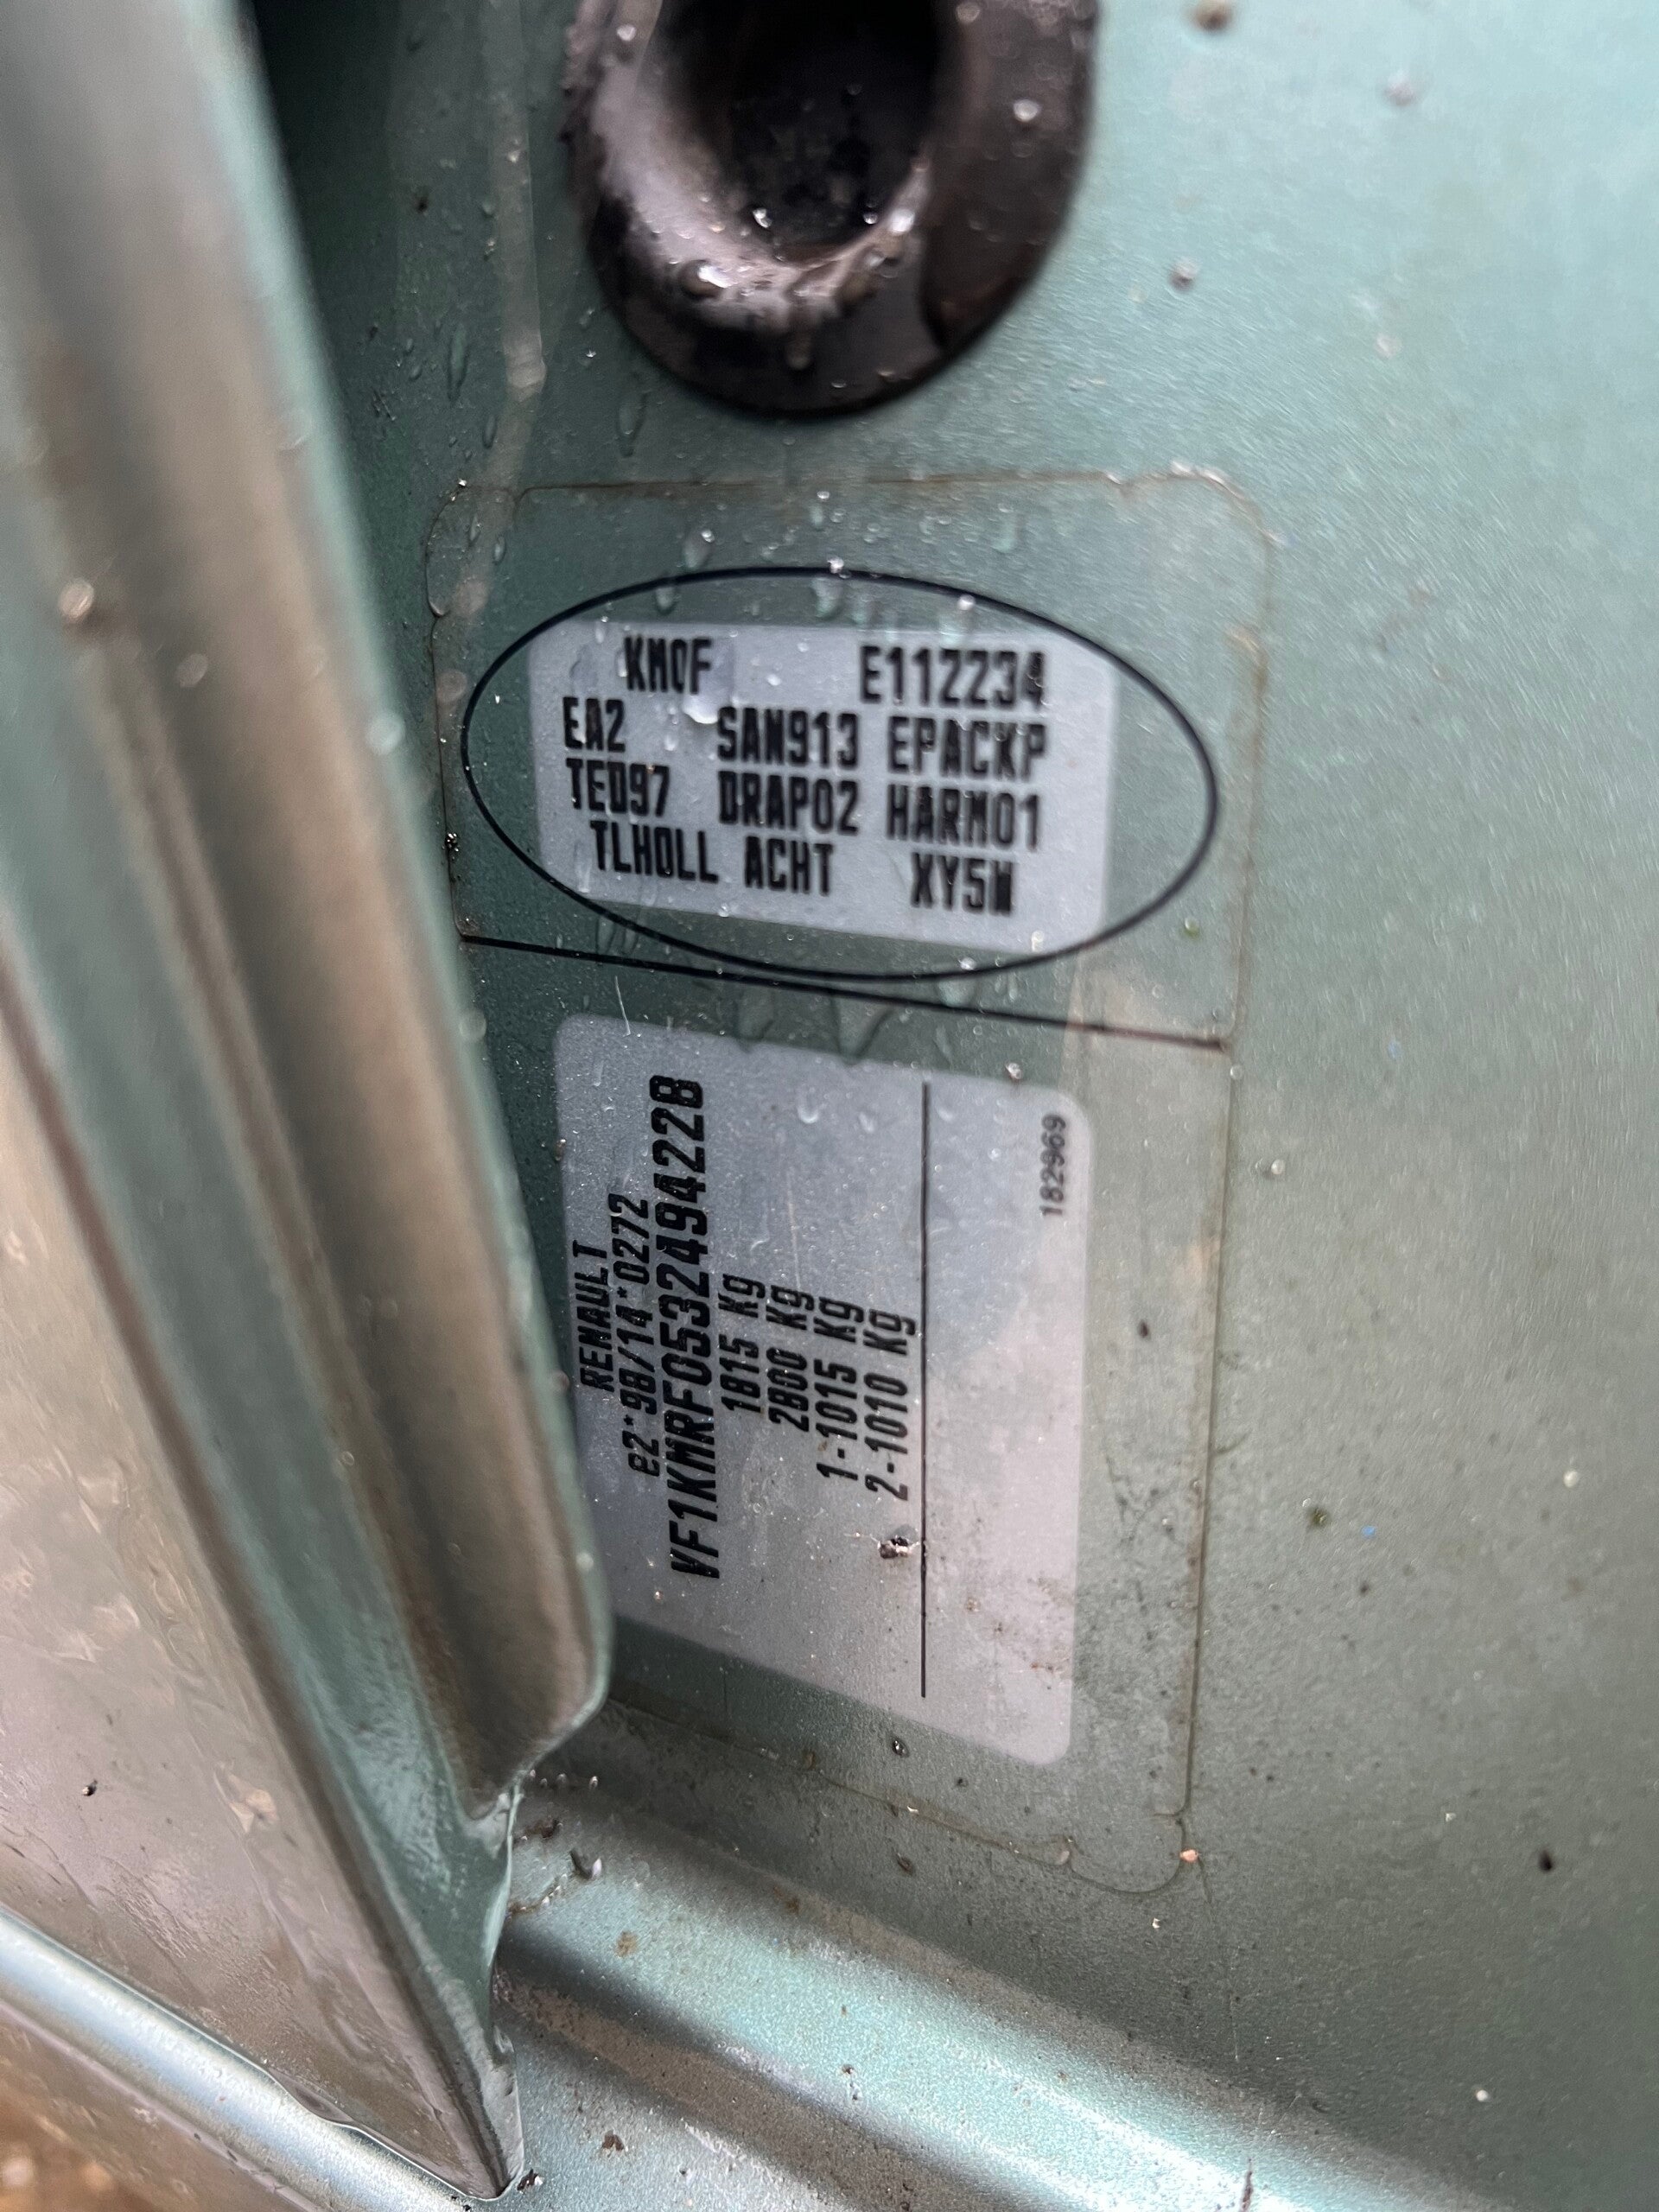 KM0F E112234
EA2 SAN913 EPACKP
TED97 DRAP02 HARM01
TLHOLL ACHT XY5W
RENAULT
e2*98/14*0272
VF1KMRF0532494228
1815 Kg
2800 Kg
1-1015 Kg
2-1010 Kg
182969